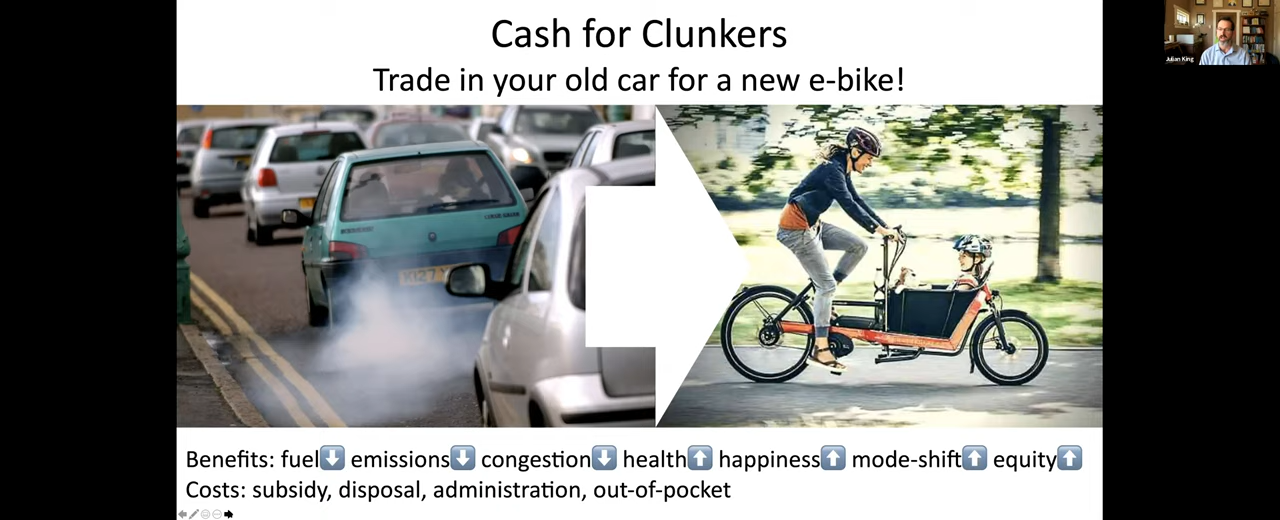 Cash for Clunkers
Trade in your old car for a new e-bike!
Benefits: fuel⬇️ emissions⬇️ congestion⬇️ health⬆️ happiness⬆️ mode-shift⬆️ equity⬆️
Costs: subsidy, disposal, administration, out-of-pocket
Julian King